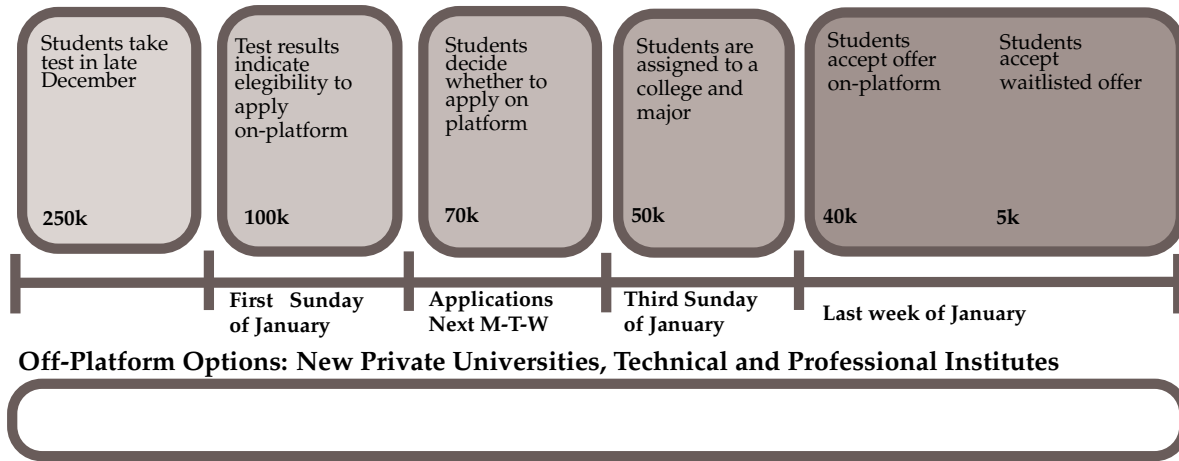 Students take
test in late
December
250k
Test results
indicate
elegibility to
apply
on-platform
100k
Students
decide
whether to
apply on
platform
70k
Students are
assigned to a
college and
major
50k
Students
accept offer
on-platform
40k
Students
accept
waitlisted offer
5k
First Sunday
of January
Applications
Next M-T-W
Third Sunday
of January
Last week of January
Off-Platform Options: New Private Universities, Technical and Professional Institutes